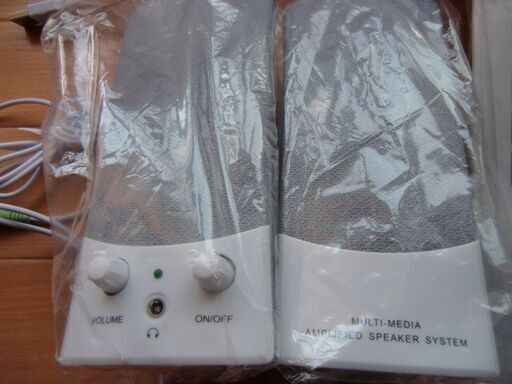 VOLUME
ON/OFF
MULTI-MEDIA
AMPLIFIED SPEAKER SYSTEM